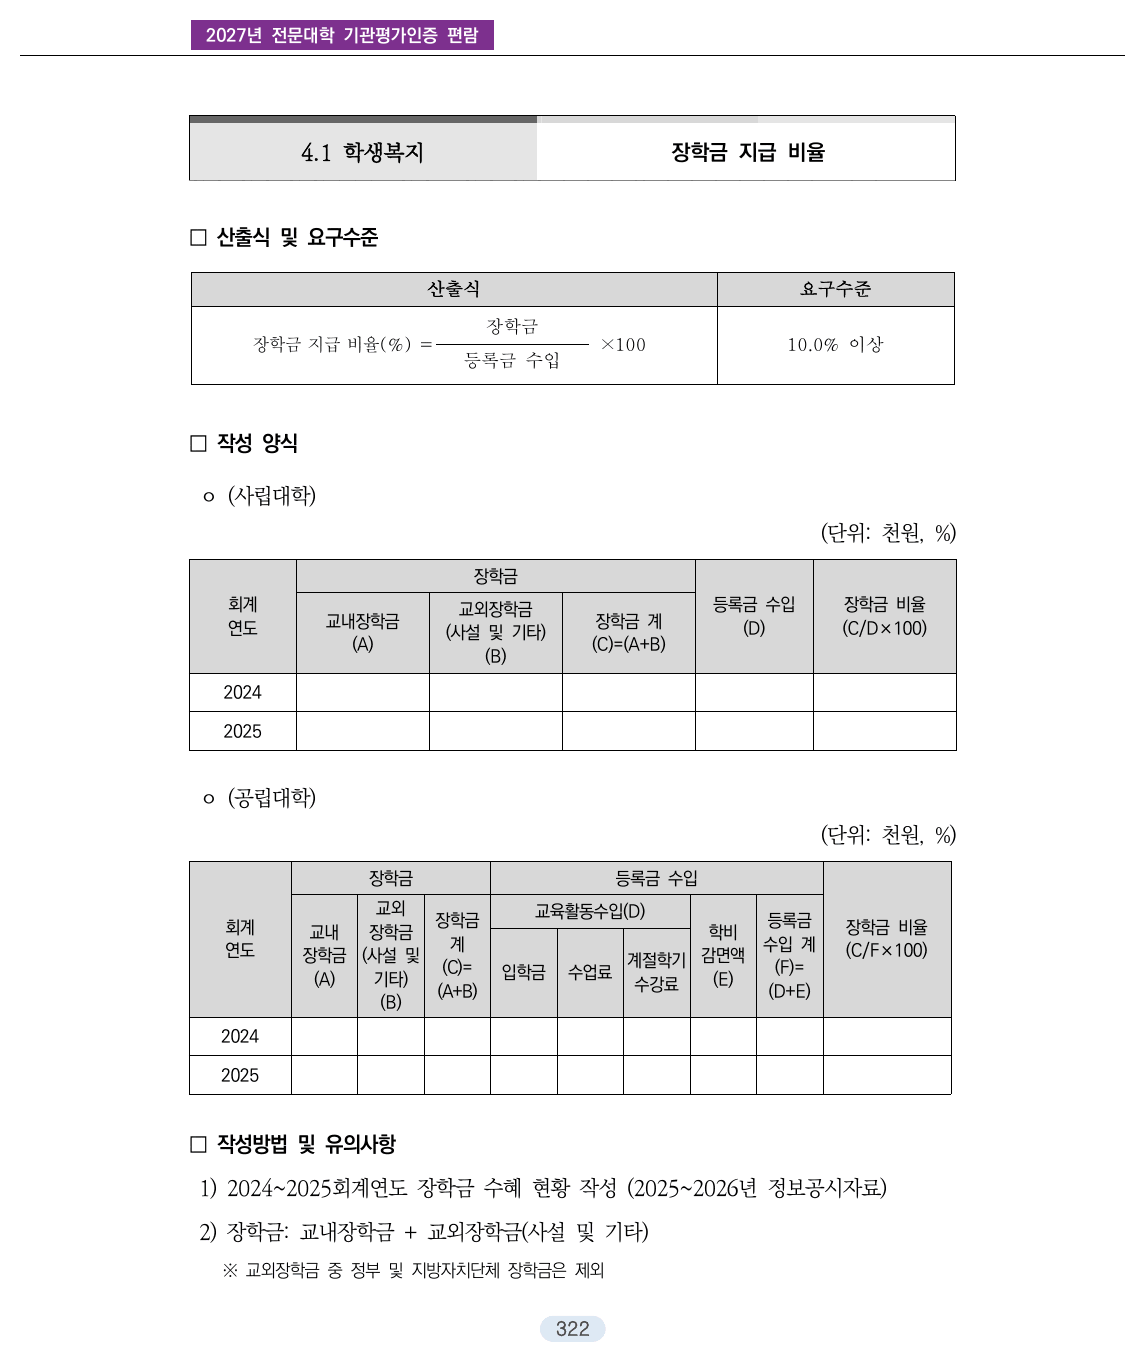 2027년 전문대학 기관평가인증 편람
4.1 학생복지
장학금 지급 비율
□ 산출식 및 요구수준
산출식
요구수준
장학금 지급 비율(%) =
장학금
등록금 수입
×100
10.0% 이상
□ 작성 양식
ㅇ (사립대학)
(단위: 천원, %)
회계
연도
장학금
교내장학금
(A)
교외장학금
(사설 및 기타)
(B)
장학금 계
(C)=(A+B)
등록금 수입
(D)
장학금 비율
(C/D×100)
2024
2025
ㅇ (공립대학)
(단위: 천원, %)
회계
연도
장학금
등록금 수입
교내
장학금
(A)
교외
장학금
(사설 및
기타)
(B)
장학금
계
(C)=
(A+B)
교육활동수입(D)
입학금
수업료
계절학기
수강료
학비
감면액
(E)
등록금
수입 계
(F)=
(D+E)
장학금 비율
(C/F×100)
2024
2025
□ 작성방법 및 유의사항
1) 2024~2025회계연도 장학금 수혜 현황 작성 (2025~2026년 정보공시자료)
2) 장학금: 교내장학금 + 교외장학금(사설 및 기타)
※ 교외장학금 중 정부 및 지방자치단체 장학금은 제외
322